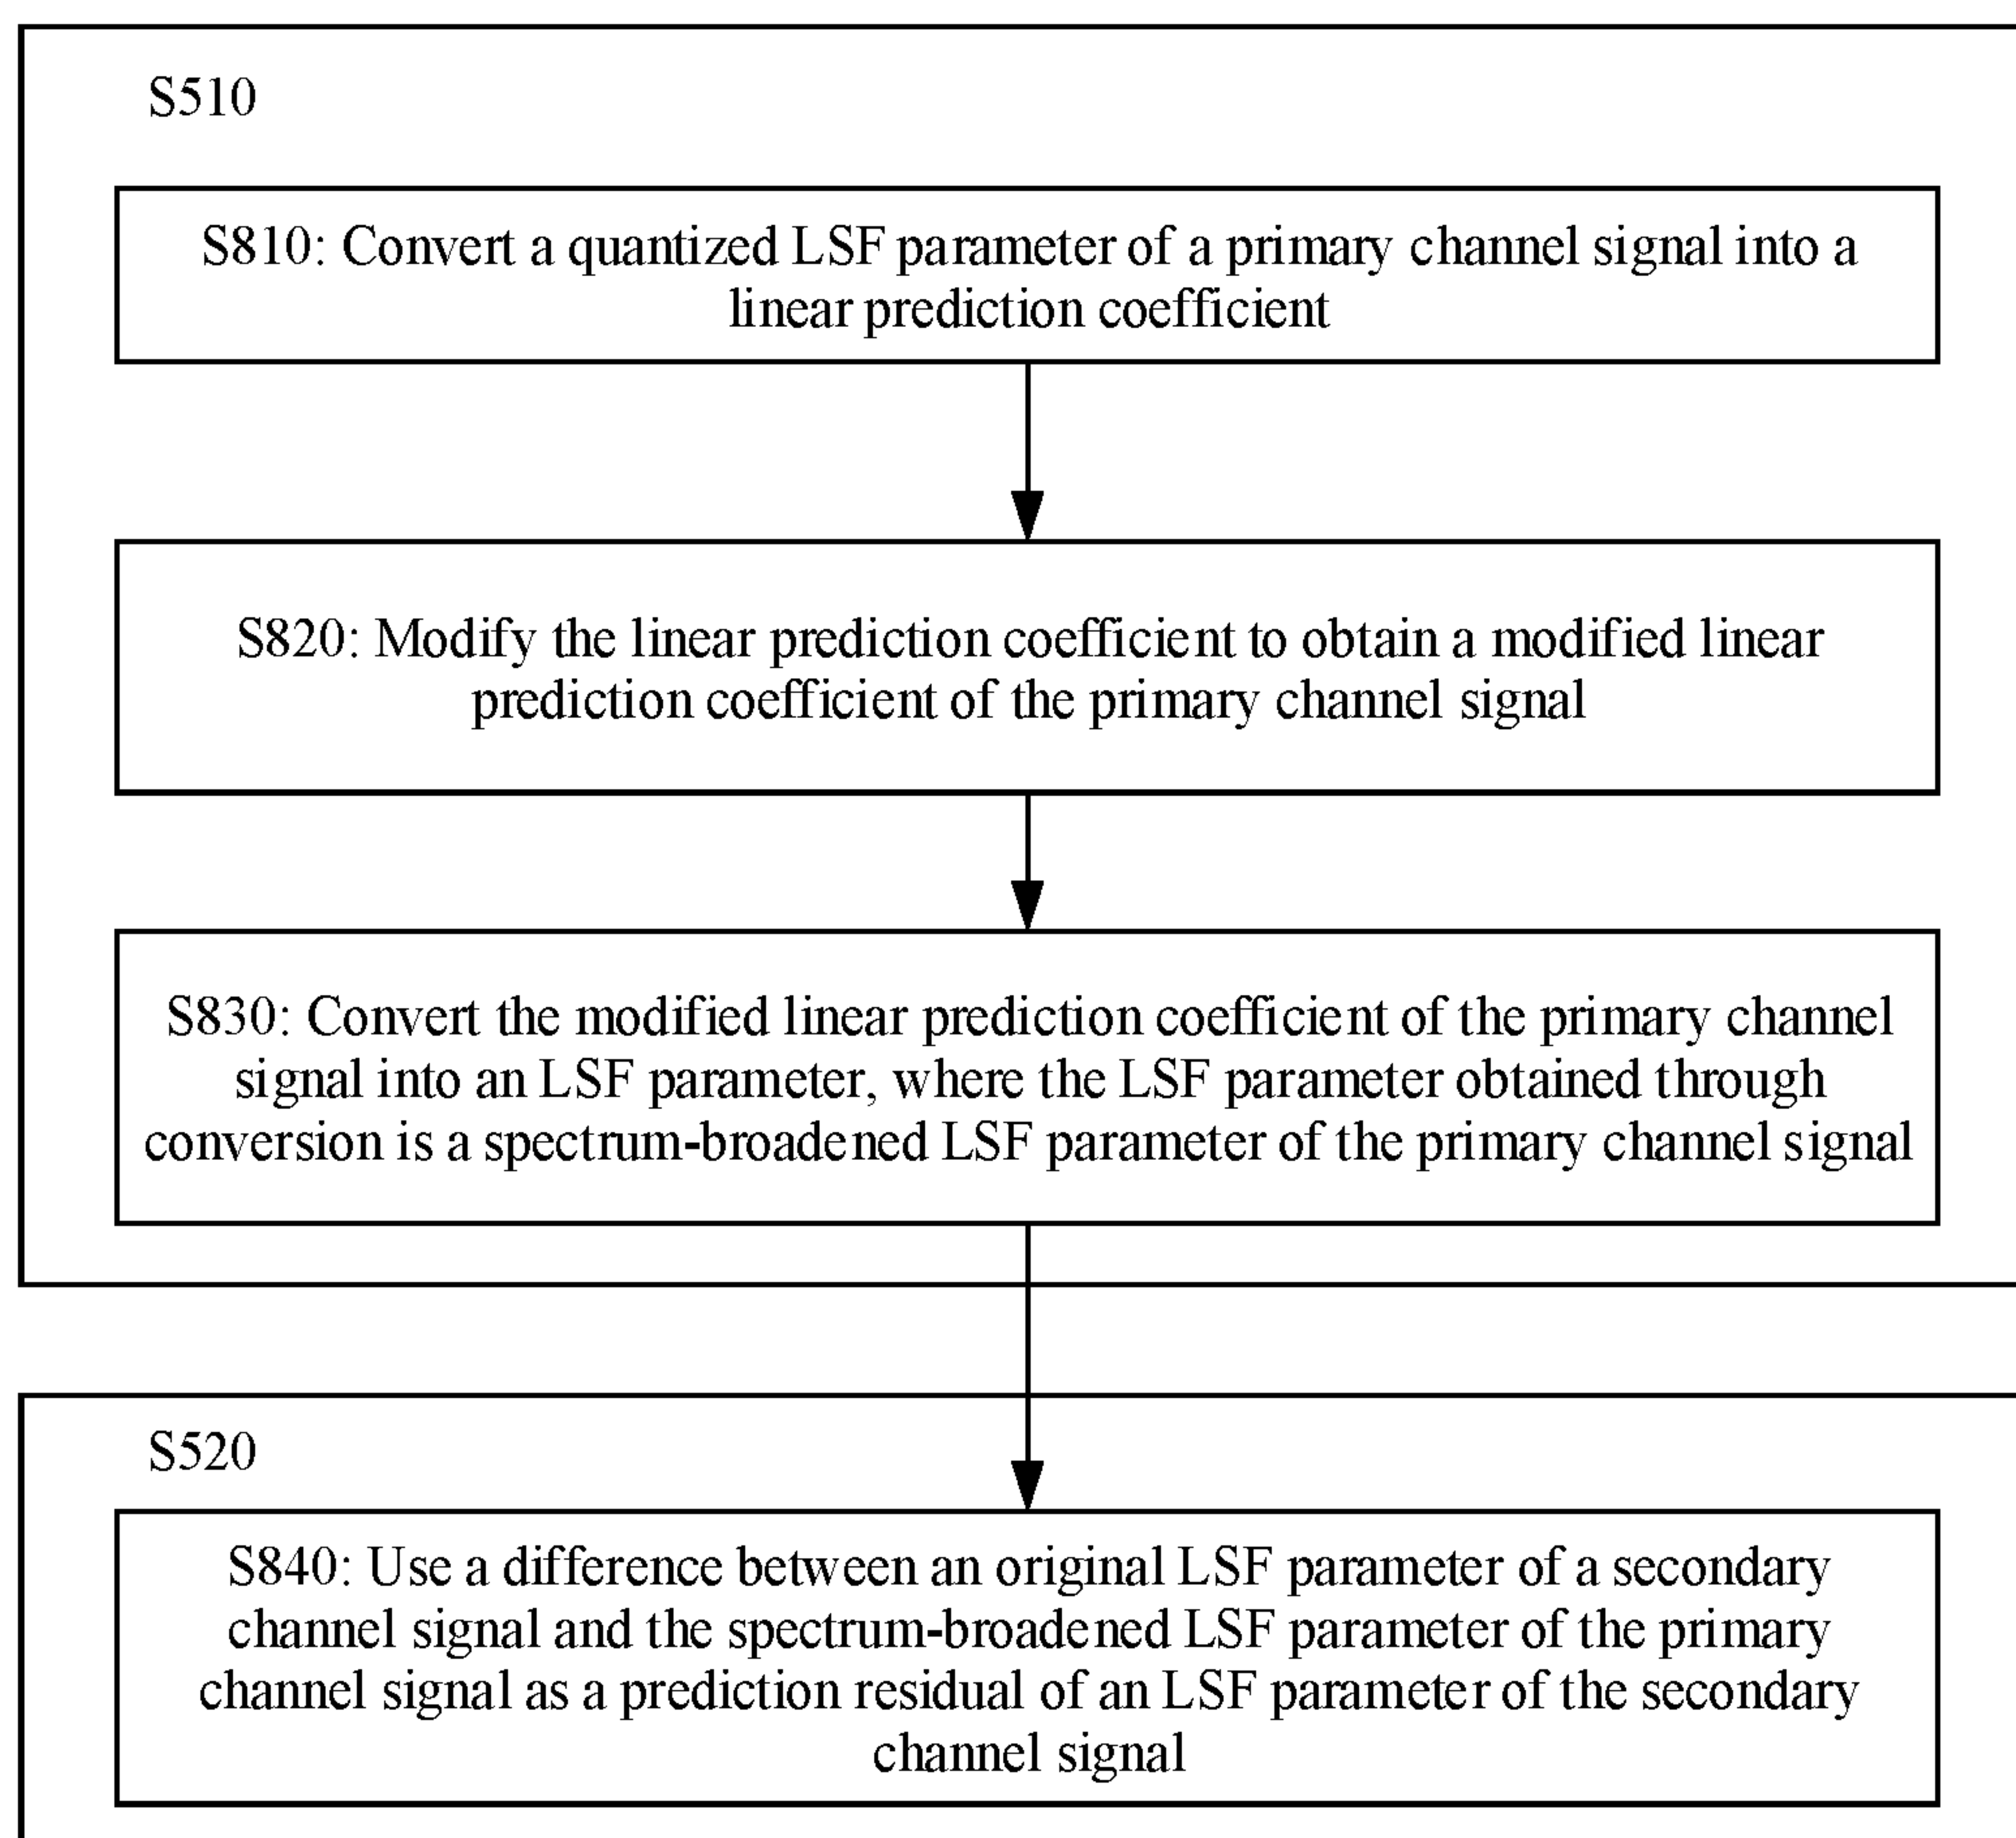 S510
S810: Convert a quantized LSF parameter of a primary channel signal into a
linear prediction coefficient
S820: Modify the linear prediction coefficient to obtain a modified linear
prediction coefficient of the primary channel signal
S830: Convert the modified linear prediction coefficient of the primary channel
signal into an LSF parameter, where the LSF parameter obtained through
conversion is a spectrum-broadened LSF parameter of the primary channel signal
S520
S840: Use a difference between an original LSF parameter of a secondary
channel signal and the spectrum-broadened LSF parameter of the primary
channel signal as a prediction residual of an LSF parameter of the secondary
channel signal